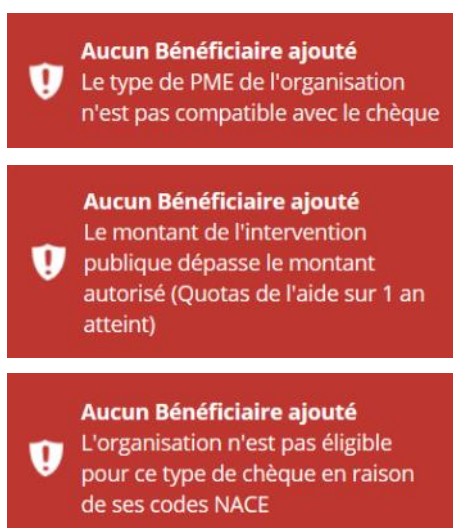 Aucun Bénéficiaire ajouté
Le type de PME de l'organisation
n'est pas compatible avec le chèque
Aucun Bénéficiaire ajouté
Le montant de l'intervention
publique dépasse le montant
autorisé (Quotas de l'aide sur 1 an
atteint)
Aucun Bénéficiaire ajouté
L'organisation n'est pas éligible
pour ce type de chèque en raison
de ses codes NACE